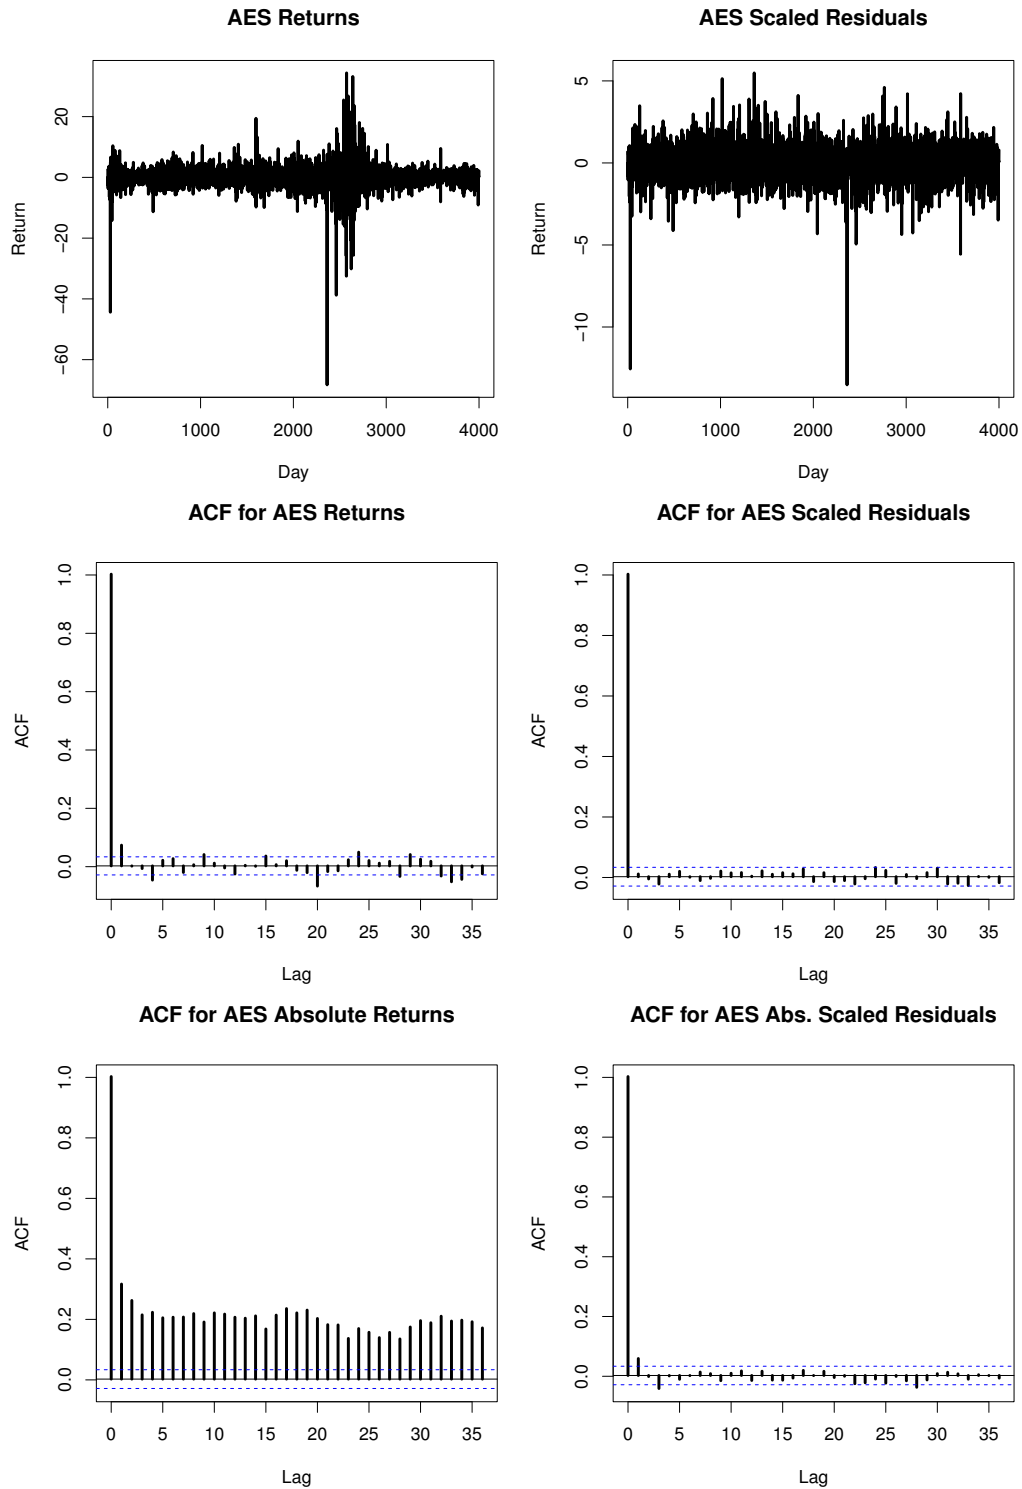 AES Returns
Return
20
0
−20
−40
−60
0 1000 2000 3000 4000
Day
AES Scaled Residuals
Return
5
0
−5
−10
0 1000 2000 3000 4000
Day
ACF for AES Returns
ACF
1.0
0.8
0.6
0.4
0.2
0.0
0 5 10 15 20 25 30 35
Lag
ACF for AES Scaled Residuals
ACF
1.0
0.8
0.6
0.4
0.2
0.0
0 5 10 15 20 25 30 35
Lag
ACF for AES Absolute Returns
ACF
1.0
0.8
0.6
0.4
0.2
0.0
0 5 10 15 20 25 30 35
Lag
ACF for AES Abs. Scaled Residuals
ACF
1.0
0.8
0.6
0.4
0.2
0.0
0 5 10 15 20 25 30 35
Lag